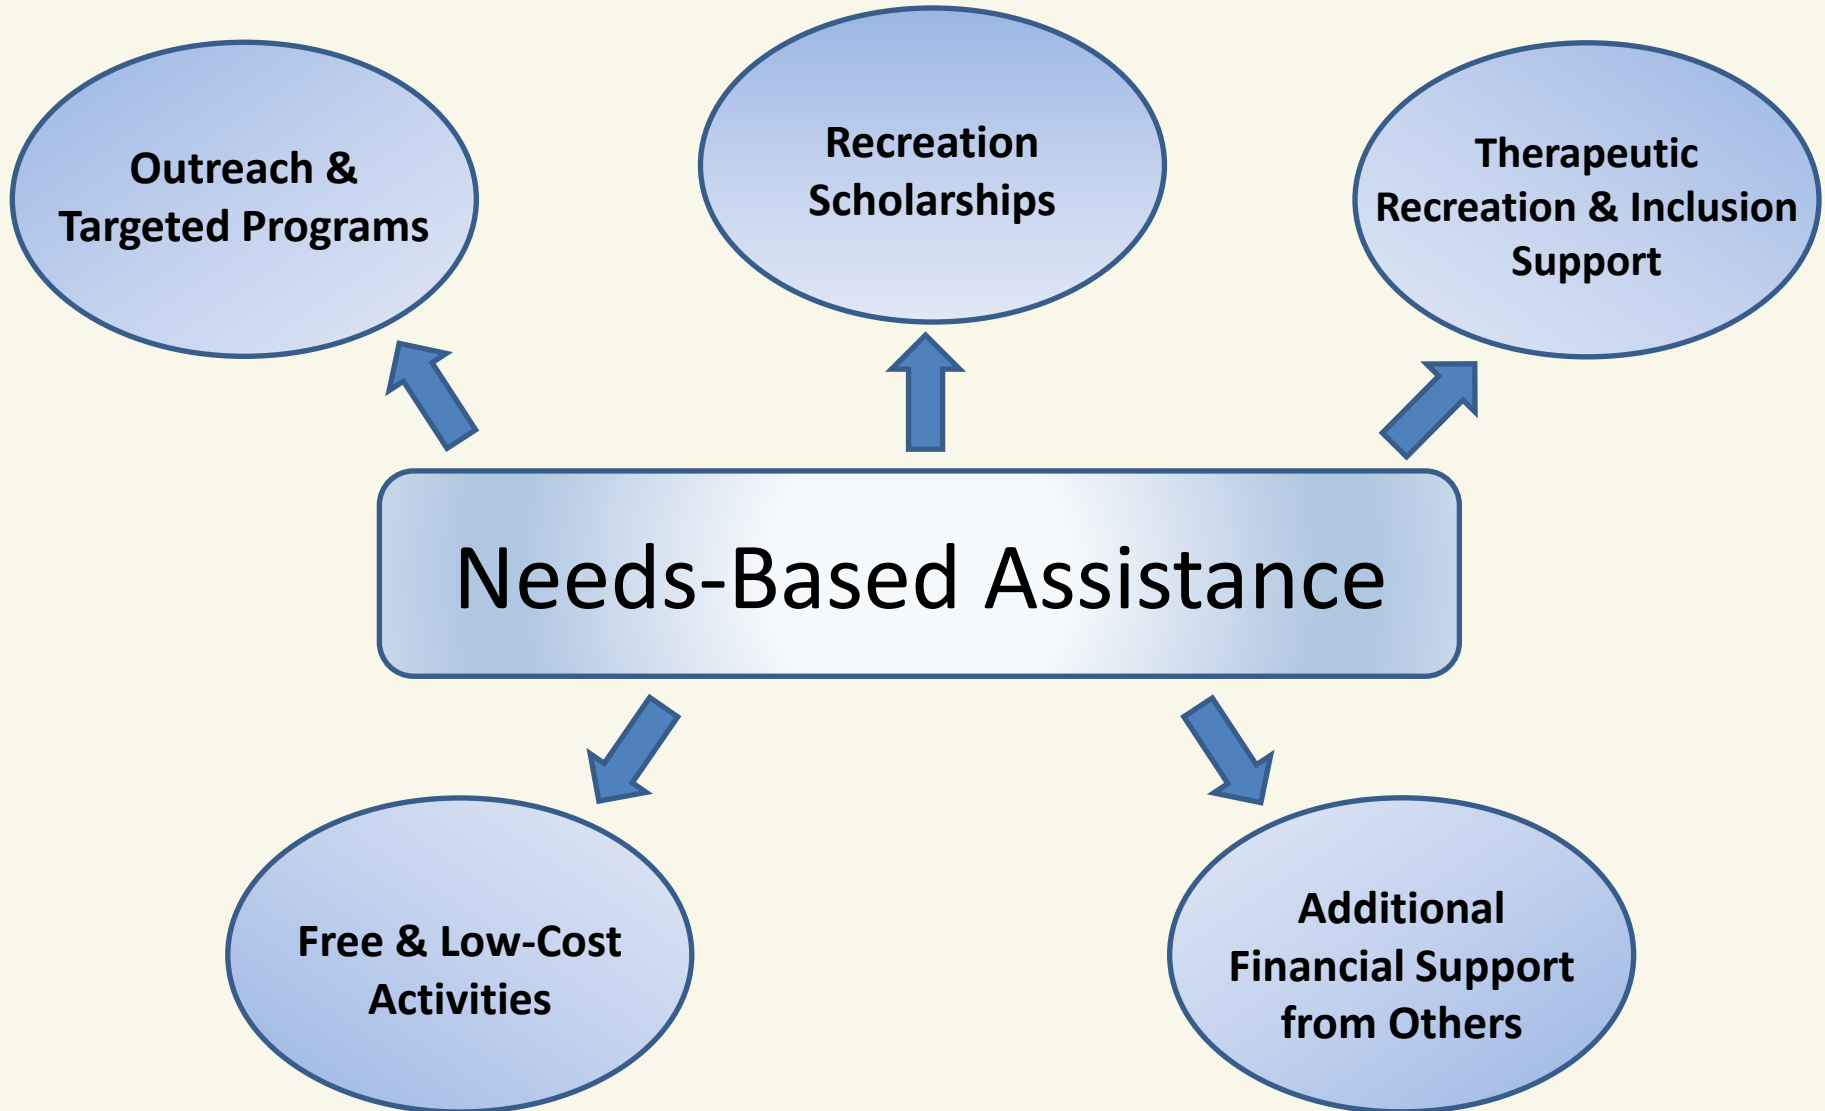 Outreach &
Targeted Programs
Recreation
Scholarships
Therapeutic
Recreation & Inclusion
Support
Needs-Based Assistance
Free & Low-Cost
Activities
Additional
Financial Support
from Others